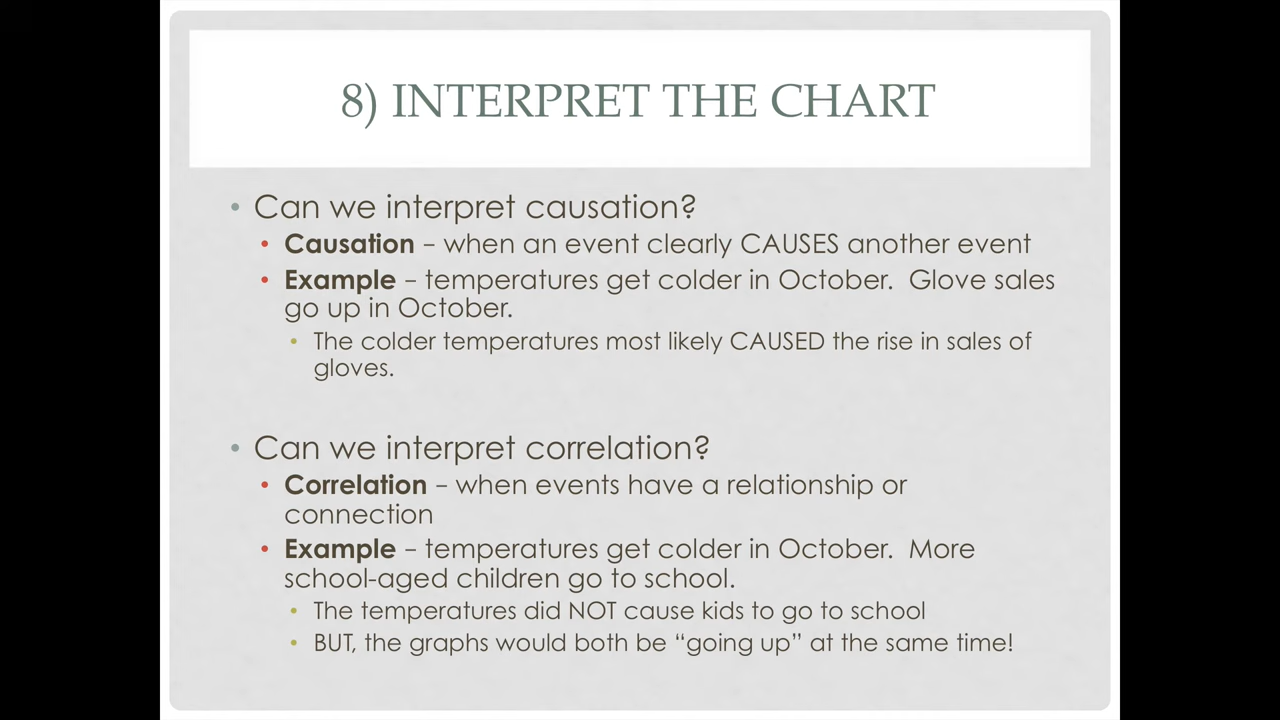 8) INTERPRET THE CHART
• Can we interpret causation?
• Causation – when an event clearly CAUSES another event
• Example – temperatures get colder in October.  Glove sales
go up in October.
• The colder temperatures most likely CAUSED the rise in sales of
gloves.
• Can we interpret correlation?
• Correlation – when events have a relationship or
connection
• Example – temperatures get colder in October.  More
school-aged children go to school.
• The temperatures did NOT cause kids to go to school
• BUT, the graphs would both be “going up” at the same time!